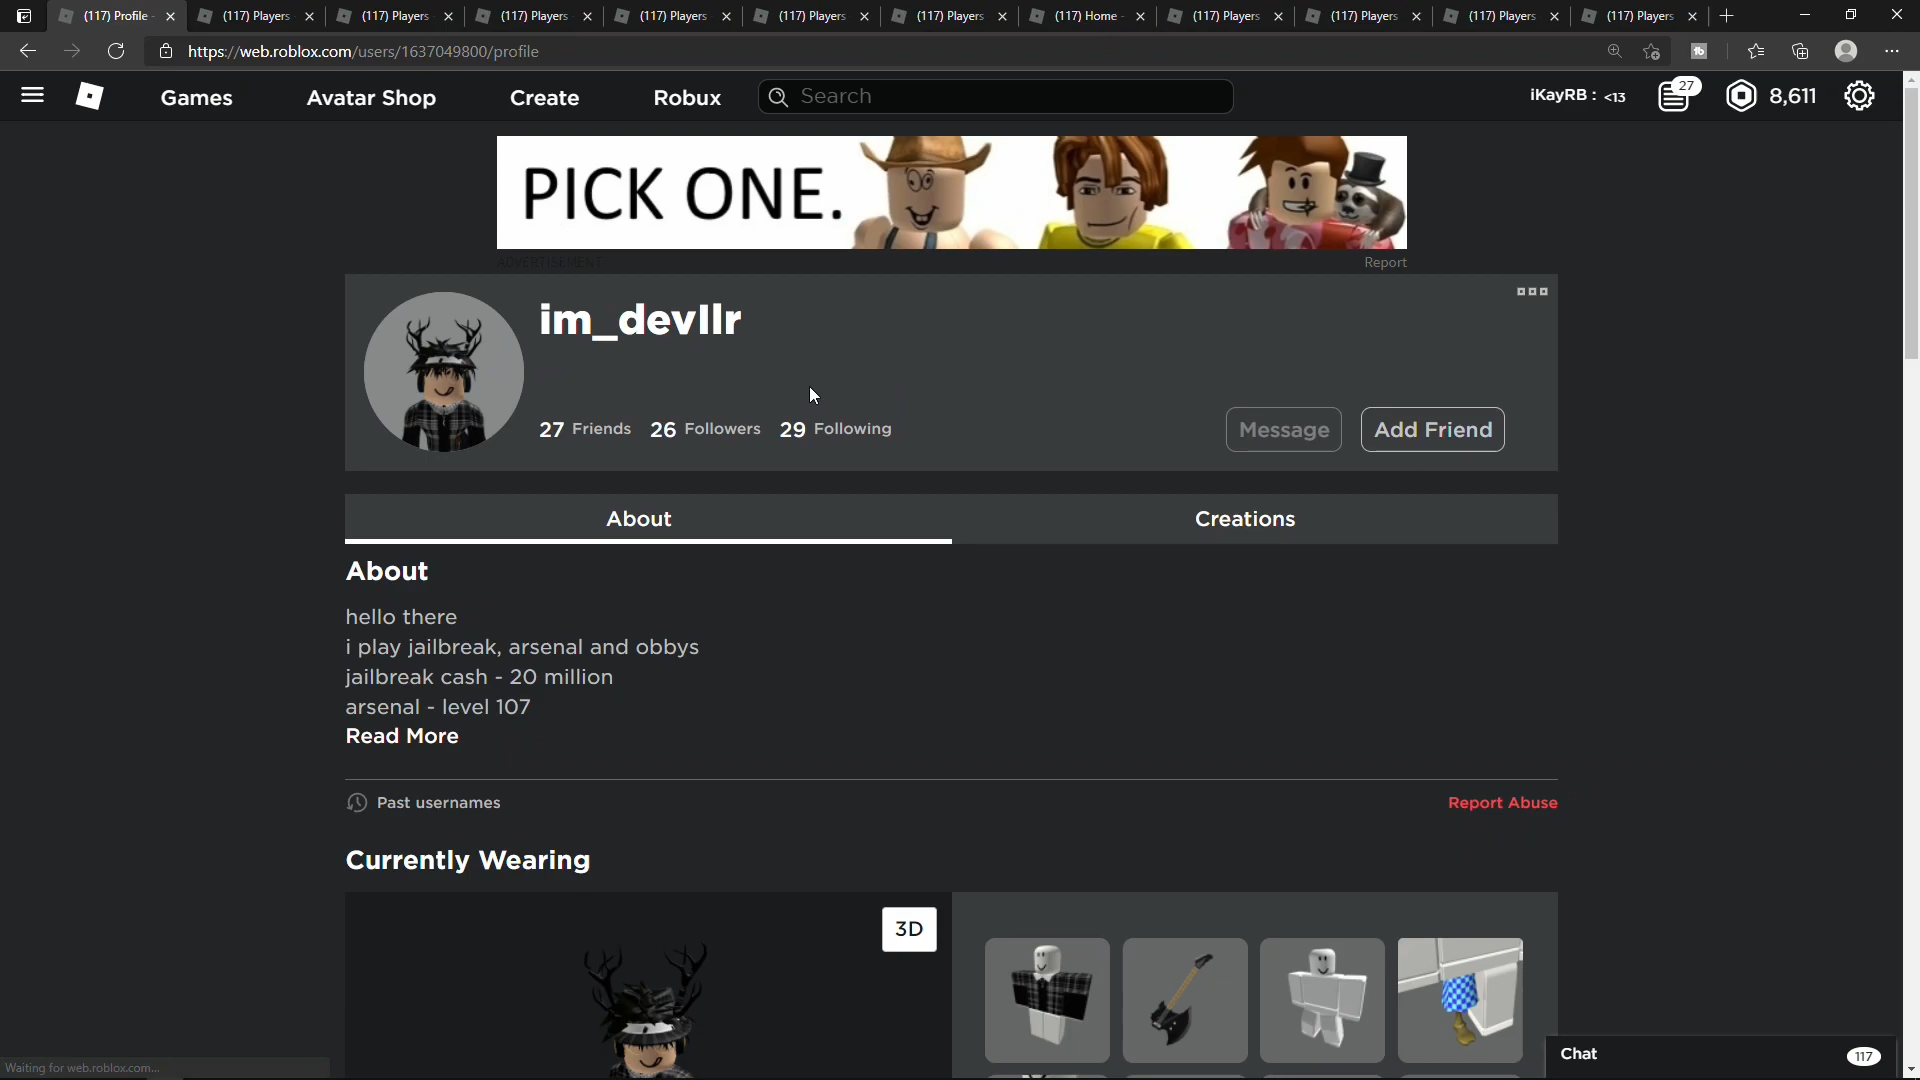 (117) Profile -
(117) Players
(117) Players
(117) Players
(117) Players
(117) Players
(117) Players
(117) Home -
(117) Players
(117) Players
(117) Players
(117) Players
https://web.roblox.com/users/1637049800/profile
Games
Avatar Shop
Create
Robux
Search
iKayRB : <13
27
8,611
PICK ONE.
ADVERTISEMENT
Report
im_devIlr
27 Friends 26 Followers 29 Following
Message
Add Friend
About
Creations
About
hello there
i play jailbreak, arsenal and obbys
jailbreak cash - 20 million
arsenal - level 107
Read More
Past usernames
Report Abuse
Currently Wearing
3D
Chat
117
Waiting for web.roblox.com...